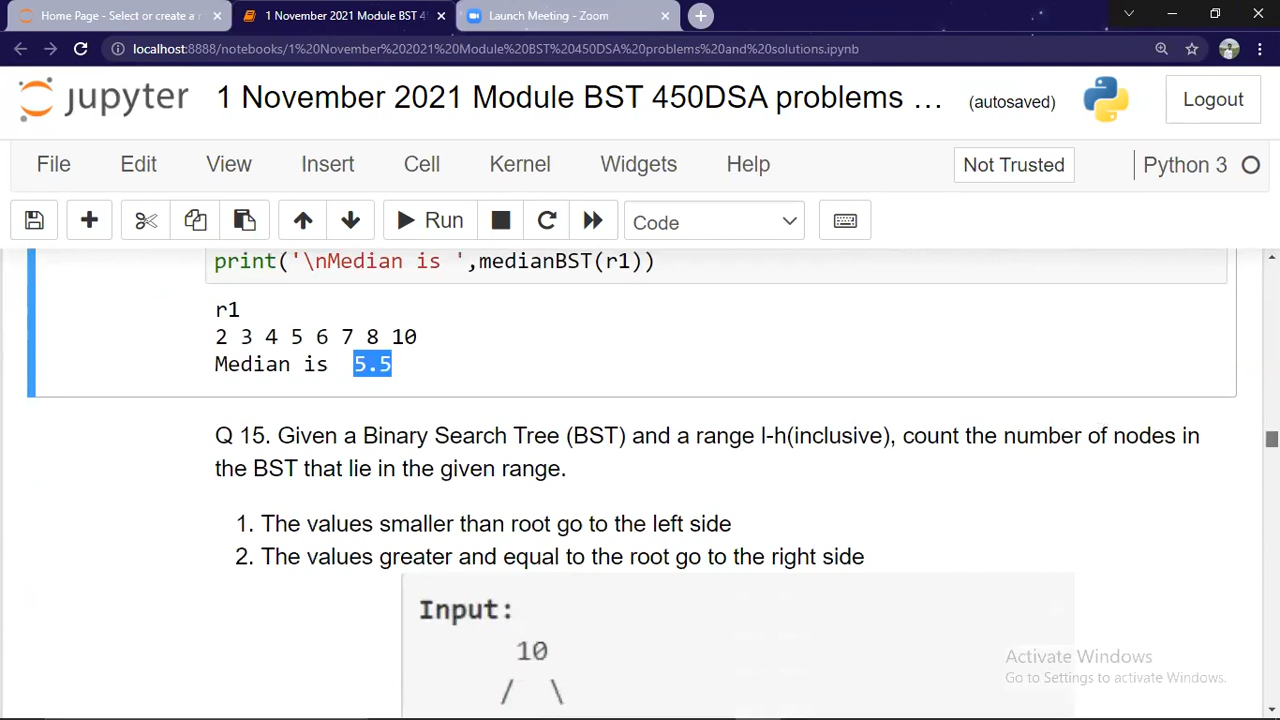 Home Page - Select or create a n
1 November 2021 Module BST 4
Launch Meeting - Zoom
localhost:8888/notebooks/1%20November%202021%20Module%20BST%20450DSA%20problems%20and%20solutions.ipynb
jupyter 1 November 2021 Module BST 450DSA problems ... (autosaved) Logout
File Edit View Insert Cell Kernel Widgets Help Not Trusted Python 3
Run Code
print('\nMedian is ',medianBST(r1))
r1
2 3 4 5 6 7 8 10
Median is 5.5
Q 15. Given a Binary Search Tree (BST) and a range l-h(inclusive), count the number of nodes in
the BST that lie in the given range.
1. The values smaller than root go to the left side
2. The values greater and equal to the root go to the right side
Input:
10
/ \
Activate Windows
Go to Settings to activate Windows.